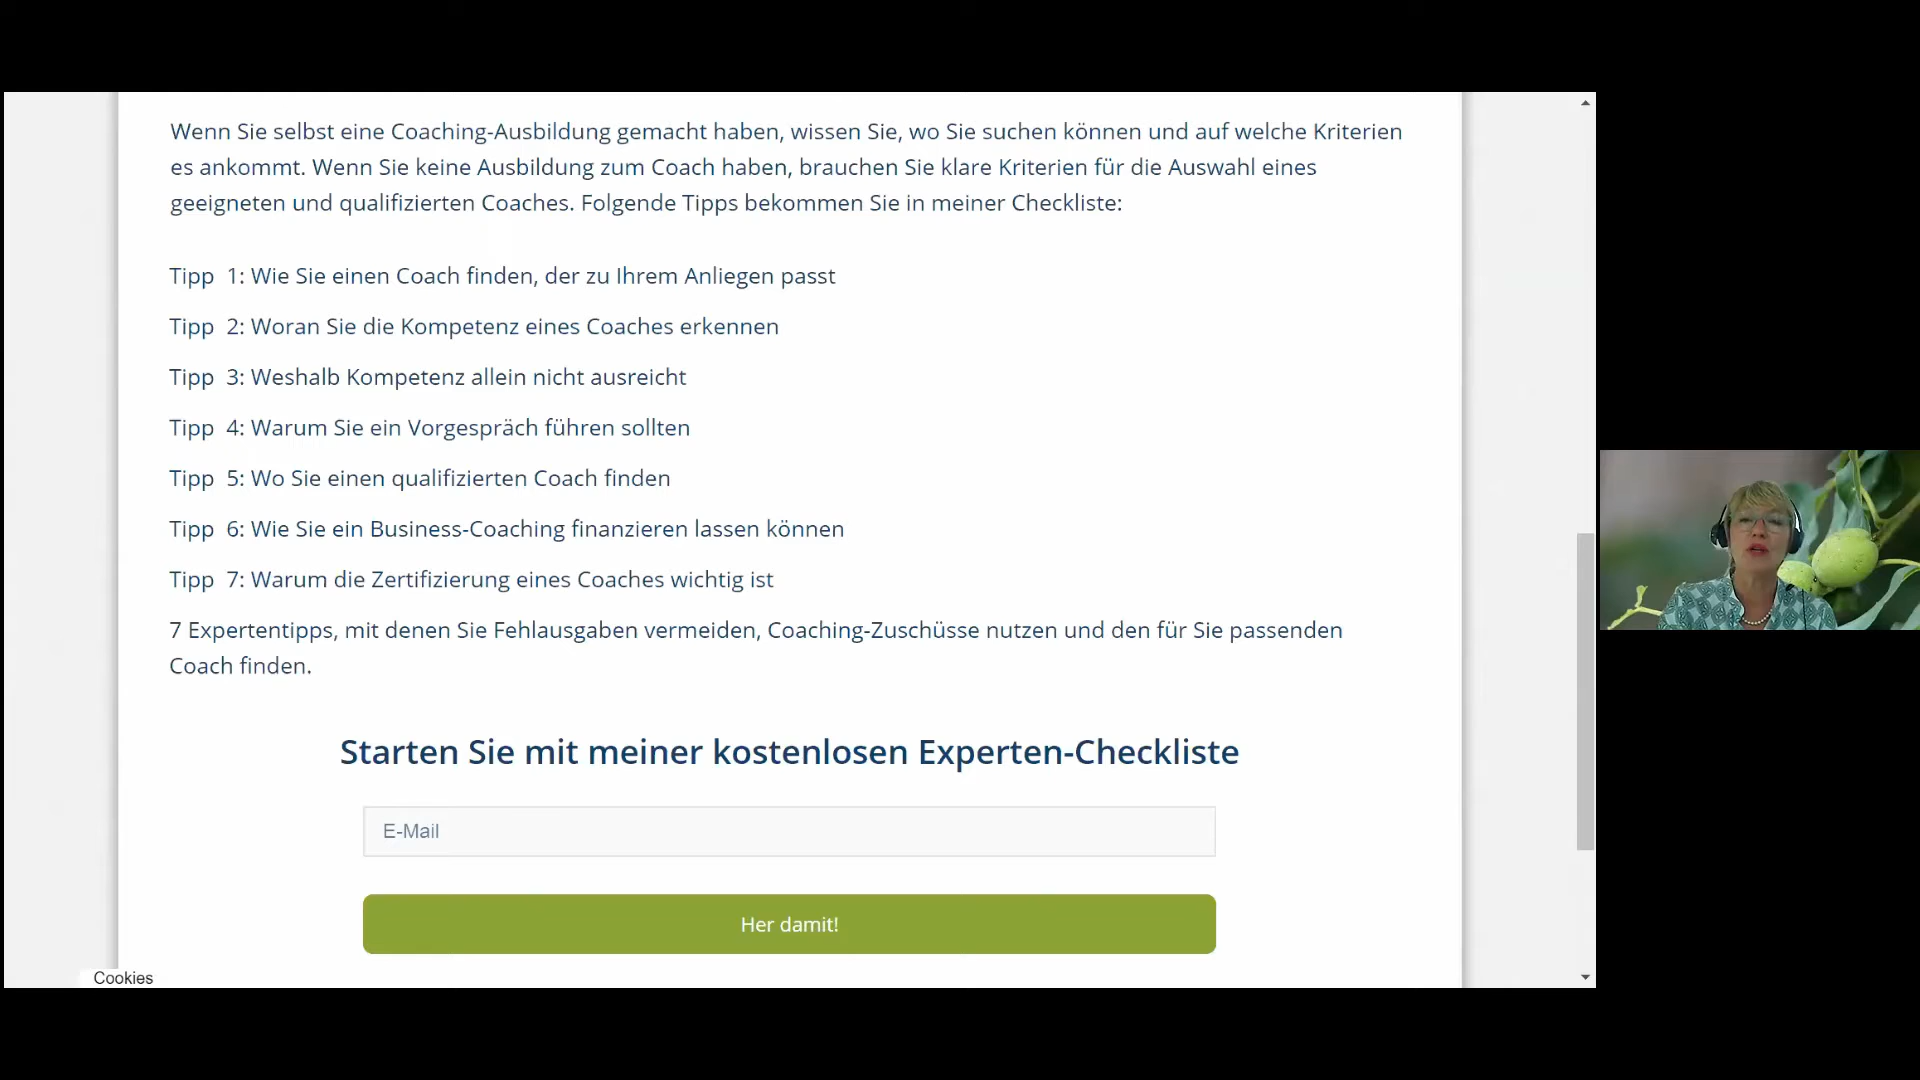 Wenn Sie selbst eine Coaching-Ausbildung gemacht haben, wissen Sie, wo Sie suchen können und auf welche Kriterien
es ankommt. Wenn Sie keine Ausbildung zum Coach haben, brauchen Sie klare Kriterien für die Auswahl eines
geeigneten und qualifizierten Coaches. Folgende Tipps bekommen Sie in meiner Checkliste:
Tipp 1: Wie Sie einen Coach finden, der zu Ihrem Anliegen passt
Tipp 2: Woran Sie die Kompetenz eines Coaches erkennen
Tipp 3: Weshalb Kompetenz allein nicht ausreicht
Tipp 4: Warum Sie ein Vorgespräch führen sollten
Tipp 5: Wo Sie einen qualifizierten Coach finden
Tipp 6: Wie Sie ein Business-Coaching finanzieren lassen können
Tipp 7: Warum die Zertifizierung eines Coaches wichtig ist
7 Expertentipps, mit denen Sie Fehlausgaben vermeiden, Coaching-Zuschüsse nutzen und den für Sie passenden
Coach finden.
Starten Sie mit meiner kostenlosen Experten-Checkliste
E-Mail
Her damit!
Cookies